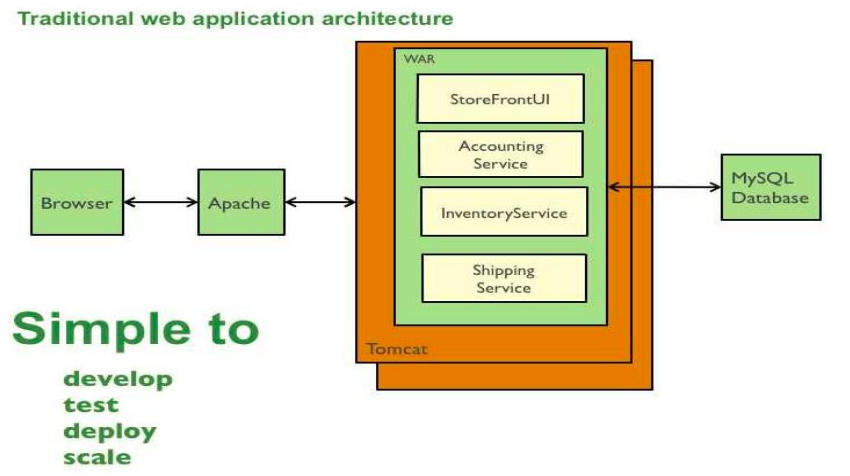 Traditional web application architecture
WAR
StoreFrontUI
Accounting
Service
InventoryService
Shipping
Service
Tomcat
Browser
Apache
MySQL
Database
Simple to
develop
test
deploy
scale